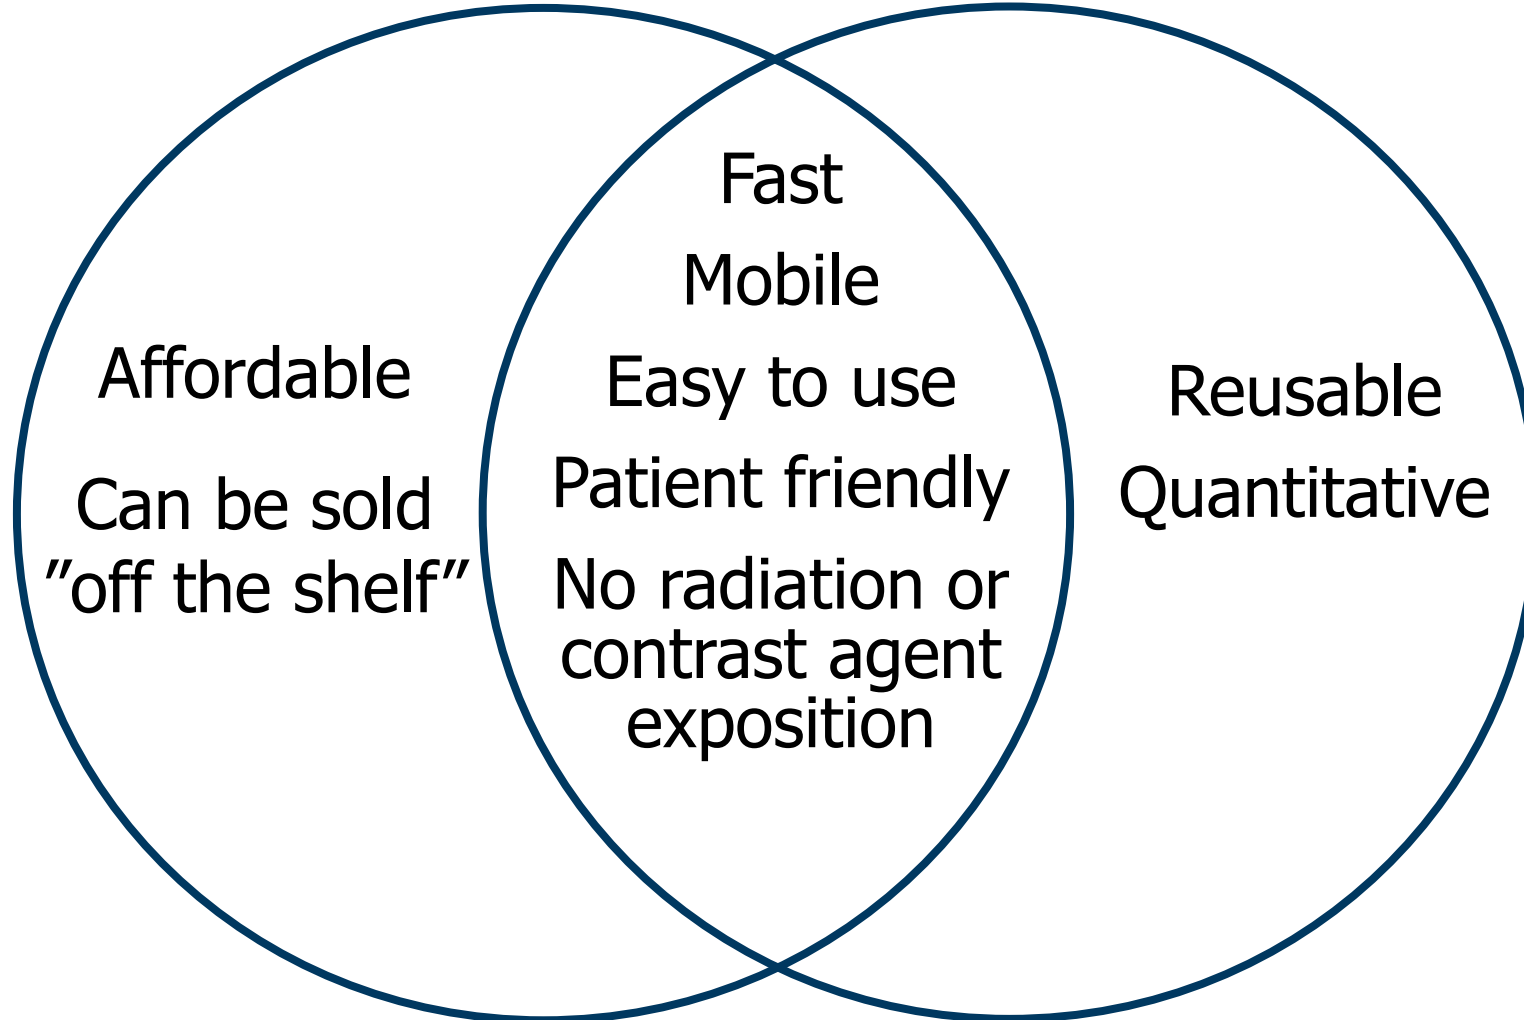 Affordable
Can be sold
”off the shelf”
Fast
Mobile
Easy to use
Patient friendly
No radiation or
contrast agent
exposition
Reusable
Quantitative